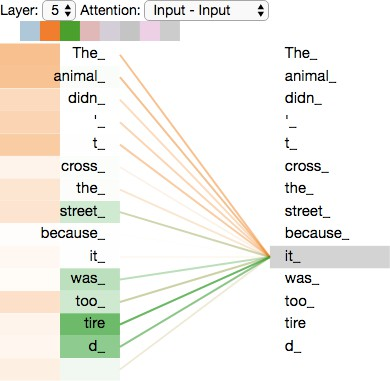 Layer: 5 Attention: Input - Input
The_ The_
animal_ animal_
didn_ didn_
'_ '_
t_ t_
cross_ cross_
the_ the_
street_ street_
because_ because_
it_ it_
was_ was_
too_ too_
tire tire
d_ d_